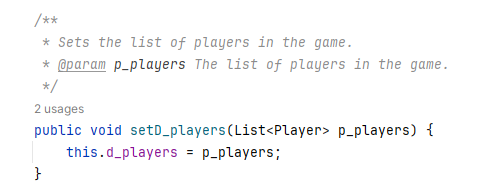 /**
 * Sets the list of players in the game.
 * @param p_players The list of players in the game.
 */
2 usages
public void setD_players(List<Player> p_players) {
    this.d_players = p_players;
}